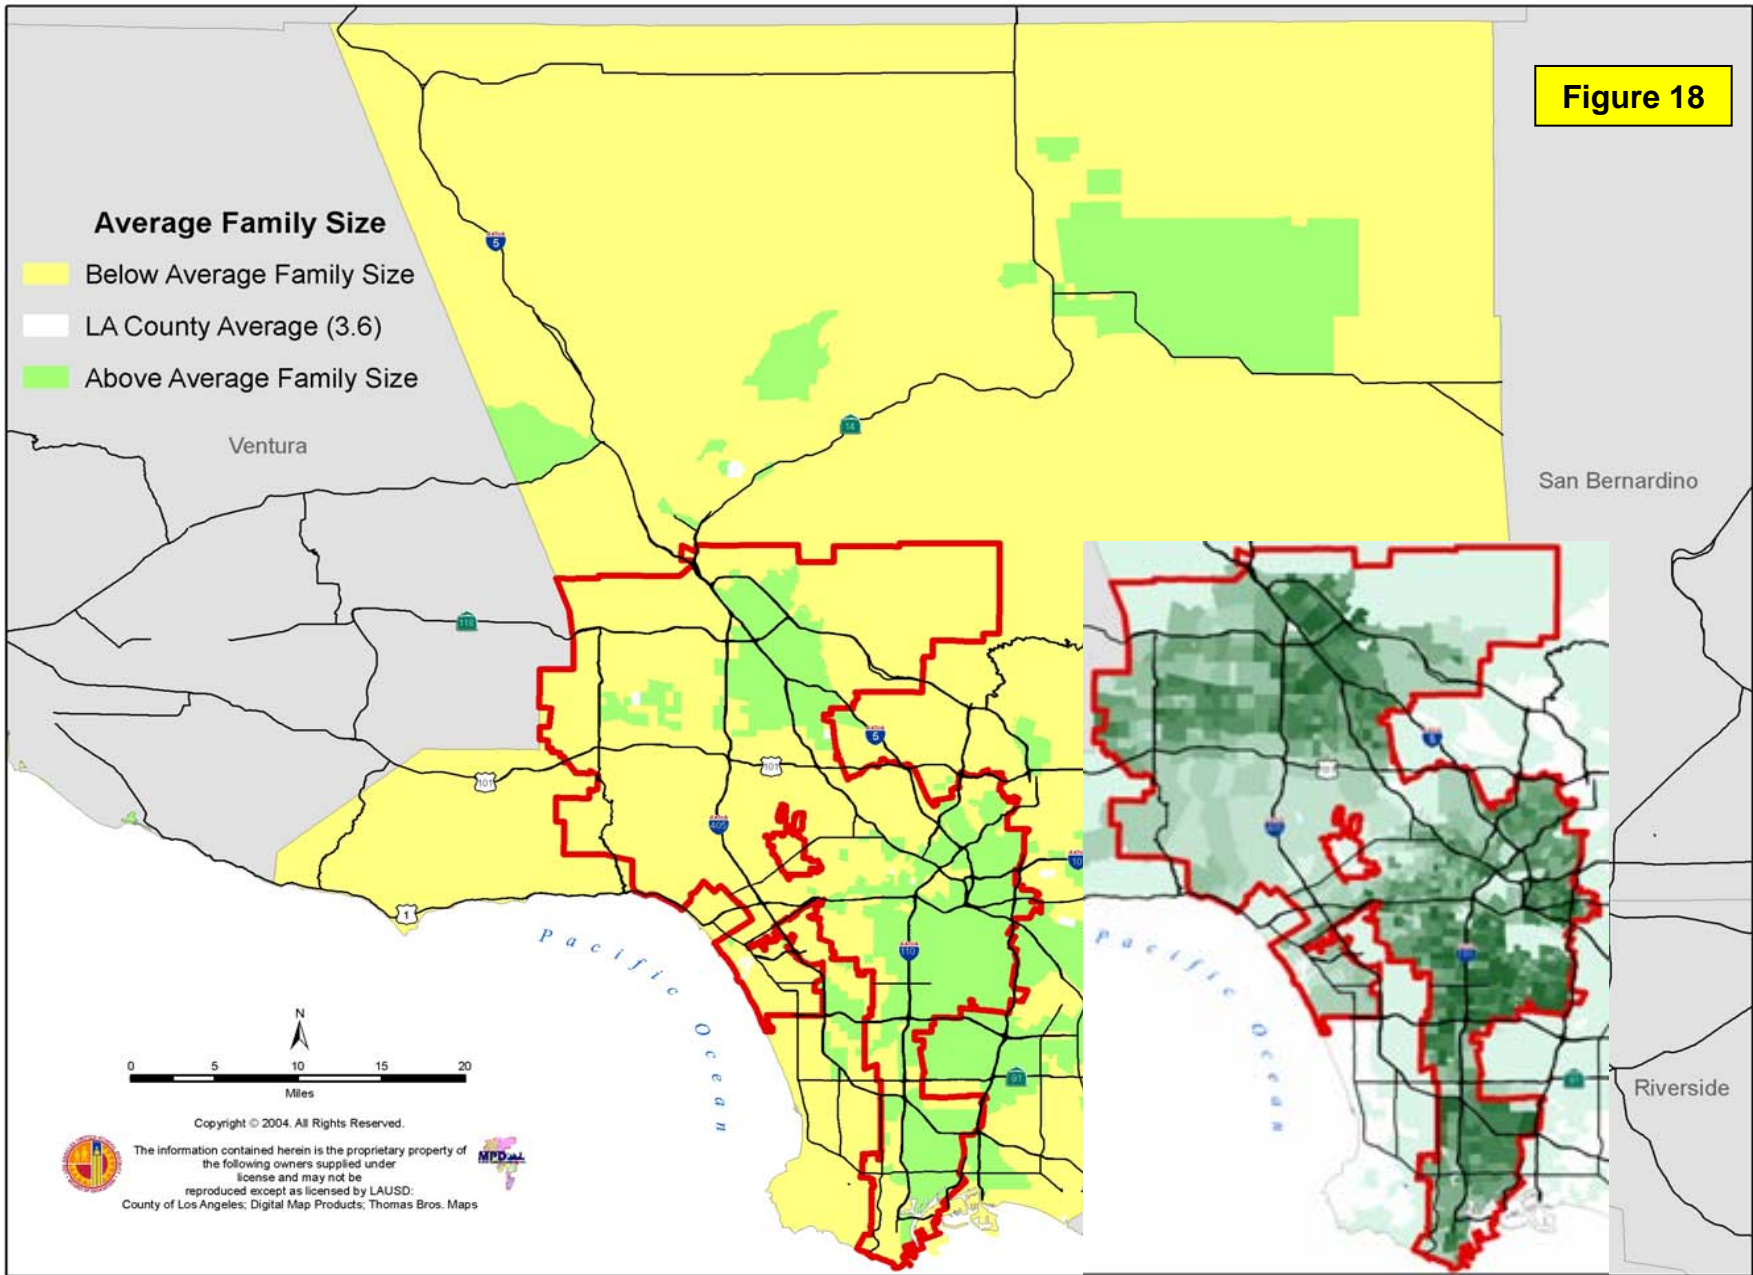 Figure 18
Average Family Size
Below Average Family Size
LA County Average (3.6)
Above Average Family Size
Ventura
San Bernardino
Riverside
5
14
118
101
101
5
405
10
1
110
91
Pacific Ocean
Pacific Ocean
N
0 5 10 15 20
Miles
Copyright © 2004. All Rights Reserved.
The information contained herein is the proprietary property of
the following owners supplied under
license and may not be
reproduced except as licensed by LAUSD:
County of Los Angeles; Digital Map Products; Thomas Bros. Maps